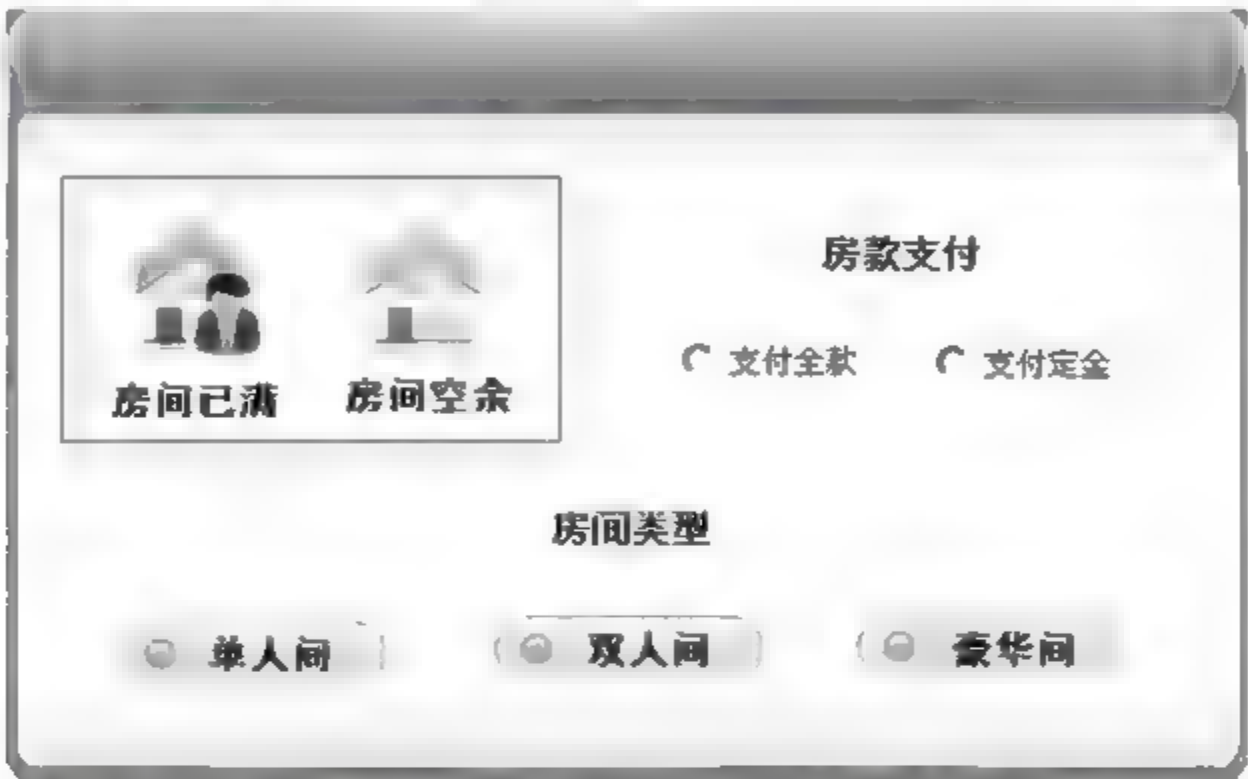 房款支付
支付全款 支付定金
房间已满 房间空余
房间类型
单人间 双人间 豪华间